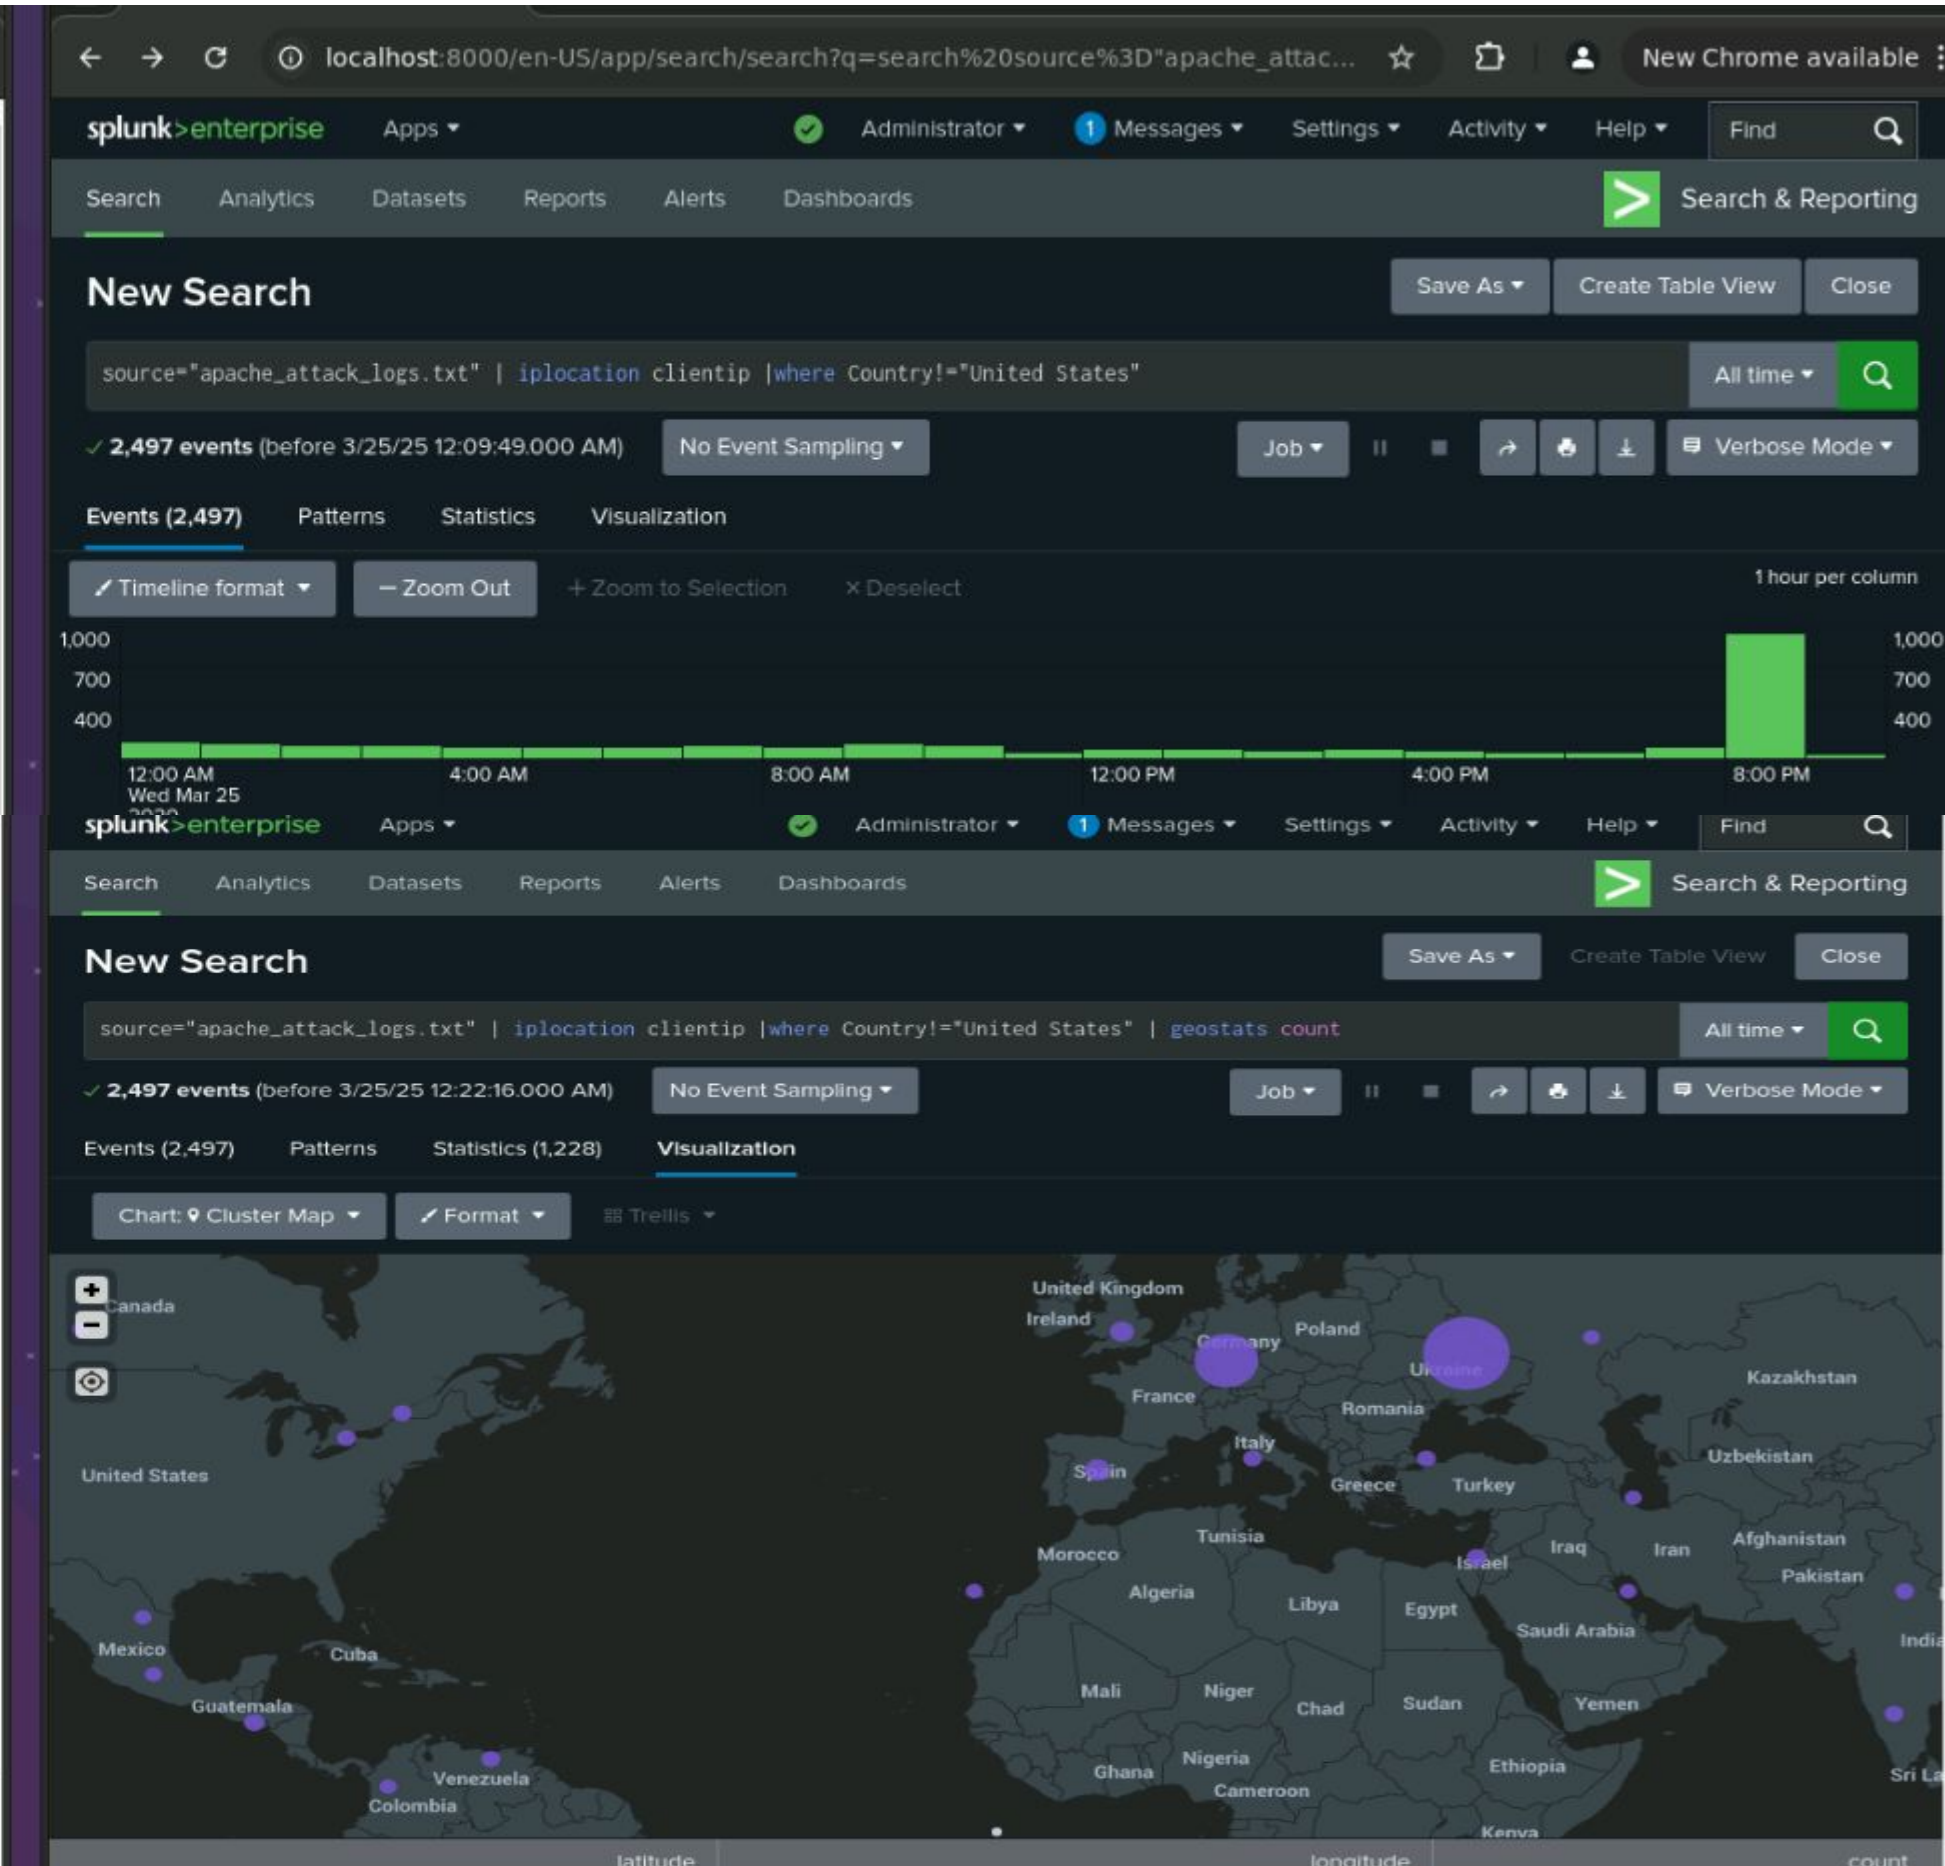 localhost:8000/en-US/app/search/search?q=search%20source%3D"apache_attac... New Chrome available
splunk>enterprise Apps Administrator 1 Messages Settings Activity Help Find
Search Analytics Datasets Reports Alerts Dashboards Search & Reporting
New Search Save As Create Table View Close
source="apache_attack_logs.txt" | iplocation clientip |where Country!="United States" All time
2,497 events (before 3/25/25 12:09:49.000 AM) No Event Sampling Job Verbose Mode
Events (2,497) Patterns Statistics Visualization
Timeline format — Zoom Out + Zoom to Selection × Deselect 1 hour per column
1,000 1,000
700 700
400 400
12:00 AM 4:00 AM 8:00 AM 12:00 PM 4:00 PM 8:00 PM
Wed Mar 25
splunk>enterprise Apps Administrator 1 Messages Settings Activity Help Find
Search Analytics Datasets Reports Alerts Dashboards Search & Reporting
New Search Save As Create Table View Close
source="apache_attack_logs.txt" | iplocation clientip |where Country!="United States" | geostats count All time
2,497 events (before 3/25/25 12:22:16.000 AM) No Event Sampling Job Verbose Mode
Events (2,497) Patterns Statistics (1,228) Visualization
Chart: Cluster Map Format Trellis
+
United Kingdom
Canada
−
Ireland
Poland
Germany
Ukraine
Kazakhstan
France
Romania
Italy
Uzbekistan
United States
Spain
Greece Turkey
Tunisia
Afghanistan
Iraq Iran
Morocco
Israel
Pakistan
Algeria
Libya Egypt
Saudi Arabia
India
Mexico Cuba
Mali Niger
Chad Sudan Yemen
Guatemala
Nigeria
Ethiopia
Ghana
Sri La
Venezuela
Cameroon
Colombia
Kenya
latitude longitude count